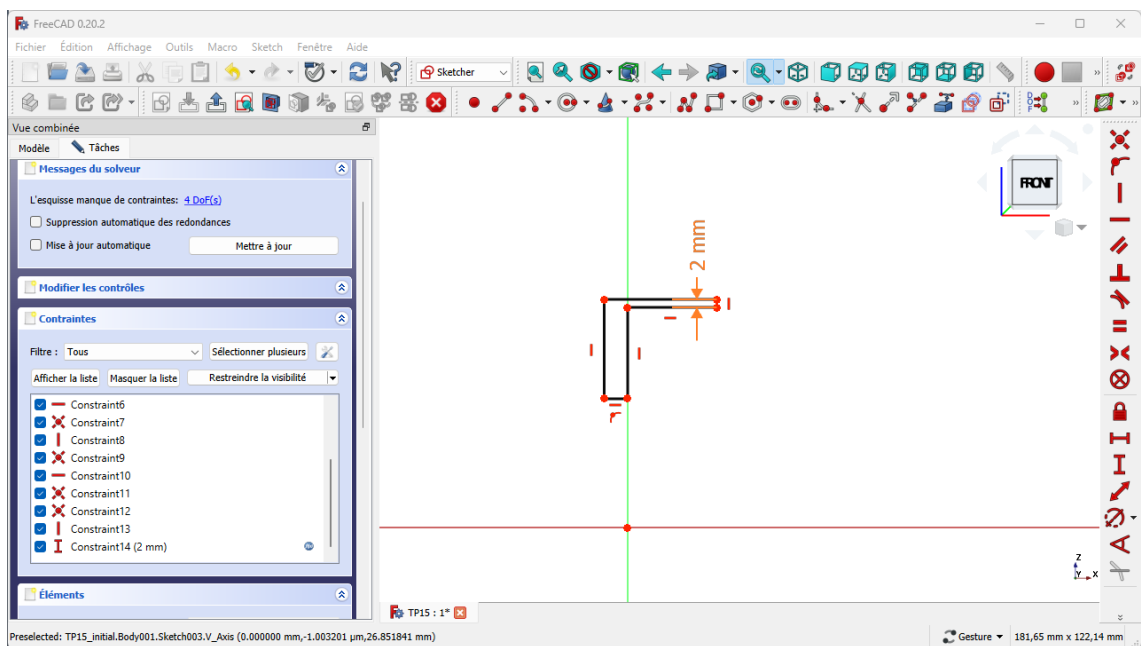 FreeCAD 0.20.2
Fichier Édition Affichage Outils Macro Sketch Fenêtre Aide
Sketcher
»
»
»
Vue combinée
Modèle Tâches
Messages du solveur
L'esquisse manque de contraintes: 4 DoF(s)
Suppression automatique des redondances
Mise à jour automatique Mettre à jour
Modifier les contrôles
Contraintes
Filtre : Tous Sélectionner plusieurs
Afficher la liste Masquer la liste Restreindre la visibilité
Constraint6
Constraint7
Constraint8
Constraint9
Constraint10
Constraint11
Constraint12
Constraint13
Constraint14 (2 mm)
Éléments
2 mm
FRONT
Z
Y X
TP15 : 1*
Preselected: TP15_initial.Body001.Sketch003.V_Axis (0.000000 mm,-1.003201 µm,26.851841 mm) Gesture 181,65 mm x 122,14 mm